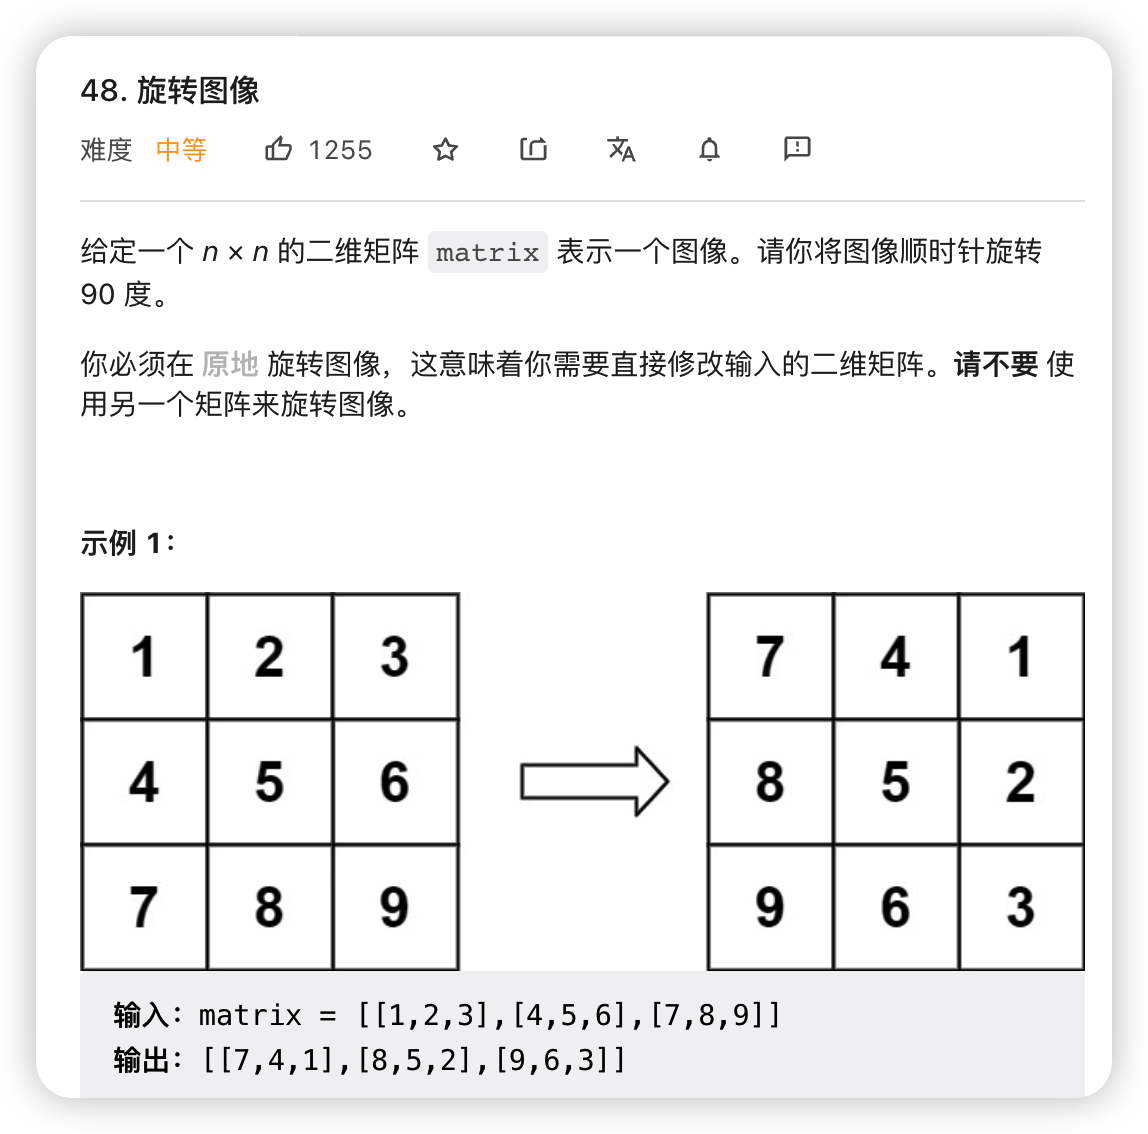 48. 旋转图像
难度 中等 1255
给定一个 n × n 的二维矩阵 matrix 表示一个图像。请你将图像顺时针旋转
90 度。
你必须在 原地 旋转图像，这意味着你需要直接修改输入的二维矩阵。请不要 使
用另一个矩阵来旋转图像。
示例 1：
1 2 3 7 4 1
4 5 6 8 5 2
7 8 9 9 6 3
输入：matrix = [[1,2,3],[4,5,6],[7,8,9]]
输出：[[7,4,1],[8,5,2],[9,6,3]]